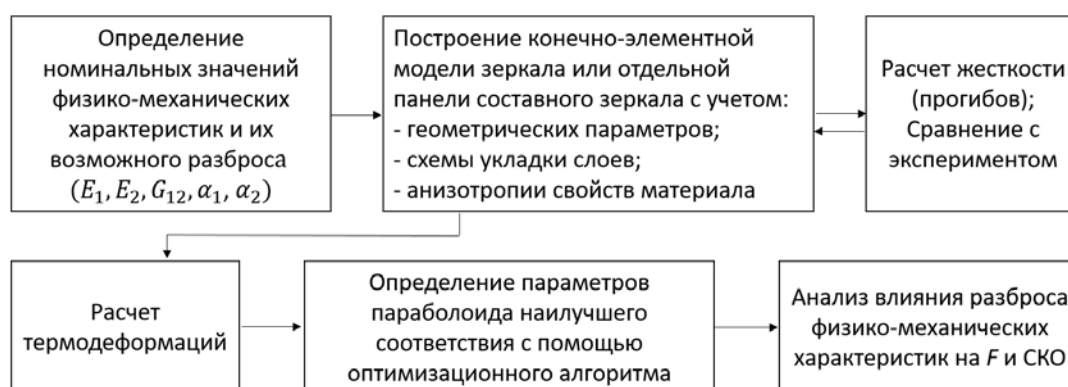 Определение
номинальных значений
физико-механических
характеристик и их
возможного разброса
(E₁, E₂, G₁₂, α₁, α₂)
Построение конечно-элементной
модели зеркала или отдельной
панели составного зеркала с учетом:
- геометрических параметров;
- схемы укладки слоев;
- анизотропии свойств материала
Расчет жесткости
(прогибов);
Сравнение с
экспериментом
Расчет
термодеформаций
Определение параметров
параболоида наилучшего
соответствия с помощью
оптимизационного алгоритма
Анализ влияния разброса
физико-механических
характеристик на F и СКО